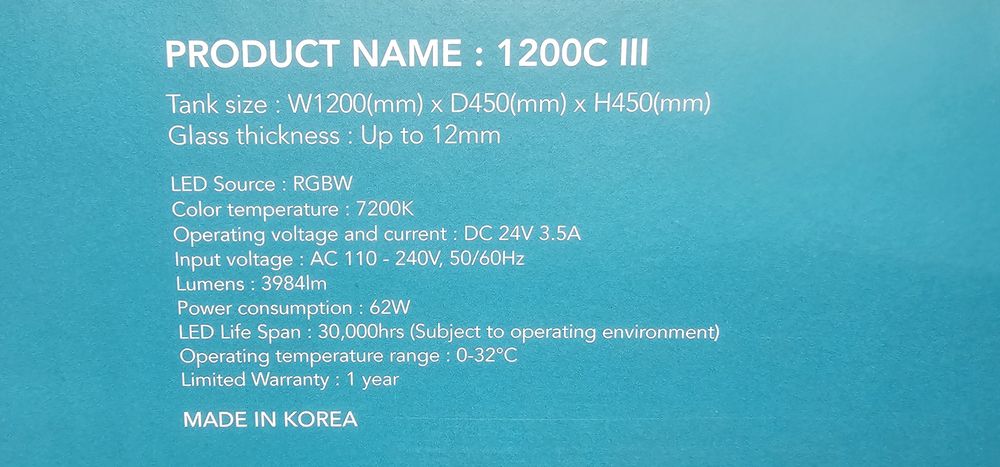 PRODUCT NAME : 1200C III
Tank size : W1200(mm) x D450(mm) x H450(mm)
Glass thickness : Up to 12mm
LED Source : RGBW
Color temperature : 7200K
Operating voltage and current : DC 24V 3.5A
Input voltage : AC 110 - 240V, 50/60Hz
Lumens : 3984lm
Power consumption : 62W
LED Life Span : 30,000hrs (Subject to operating environment)
Operating temperature range : 0-32°C
Limited Warranty : 1 year
MADE IN KOREA